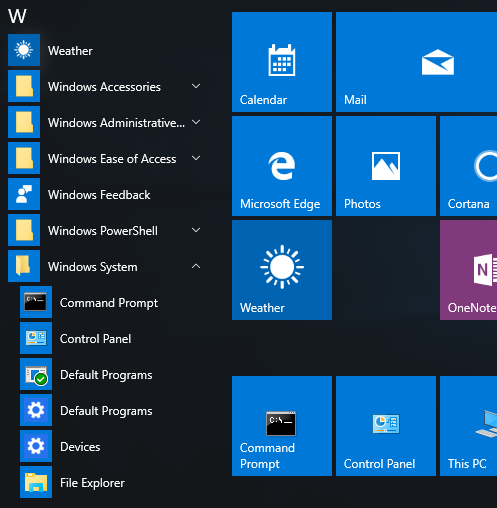 W
Weather
Windows Accessories
Windows Administrative...
Windows Ease of Access
Windows Feedback
Windows PowerShell
Windows System
Command Prompt
Control Panel
Default Programs
Default Programs
Devices
File Explorer
Calendar
Mail
Microsoft Edge
Photos
Cortana
Weather
N
OneNote
C:\_
Command
Prompt
Control Panel
This PC